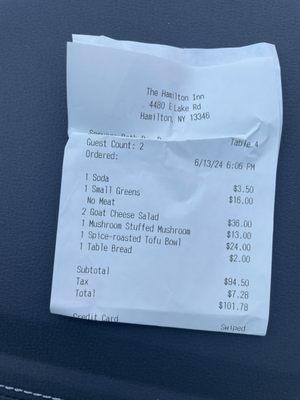 The Hamilton Inn
4480 E Lake Rd
Hamilton, NY 13346
Table 4
Guest Count: 2
Ordered:
6/13/24 6:06 PM
1 Soda $3.50
1 Small Greens $16.00
No Meat
2 Goat Cheese Salad $36.00
1 Mushroom Stuffed Mushroom $13.00
1 Spice-roasted Tofu Bowl $24.00
1 Table Bread $2.00
Subtotal $94.50
Tax $7.28
Total $101.78
Credit Card Swiped